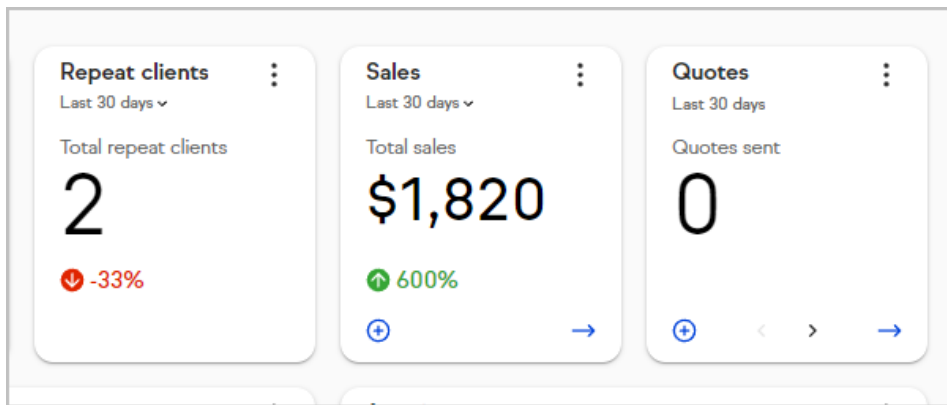 Repeat clients
Last 30 days
Total repeat clients
2
-33%
Sales
Last 30 days
Total sales
$1,820
600%
Quotes
Last 30 days
Quotes sent
0